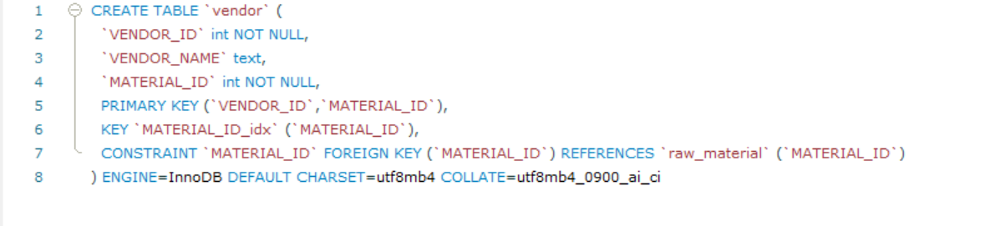 1 CREATE TABLE `vendor` (
2 `VENDOR_ID` int NOT NULL,
3 `VENDOR_NAME` text,
4 `MATERIAL_ID` int NOT NULL,
5 PRIMARY KEY (`VENDOR_ID`,`MATERIAL_ID`),
6 KEY `MATERIAL_ID_idx` (`MATERIAL_ID`),
7 CONSTRAINT `MATERIAL_ID` FOREIGN KEY (`MATERIAL_ID`) REFERENCES `raw_material` (`MATERIAL_ID`)
8 ) ENGINE=InnoDB DEFAULT CHARSET=utf8mb4 COLLATE=utf8mb4_0900_ai_ci